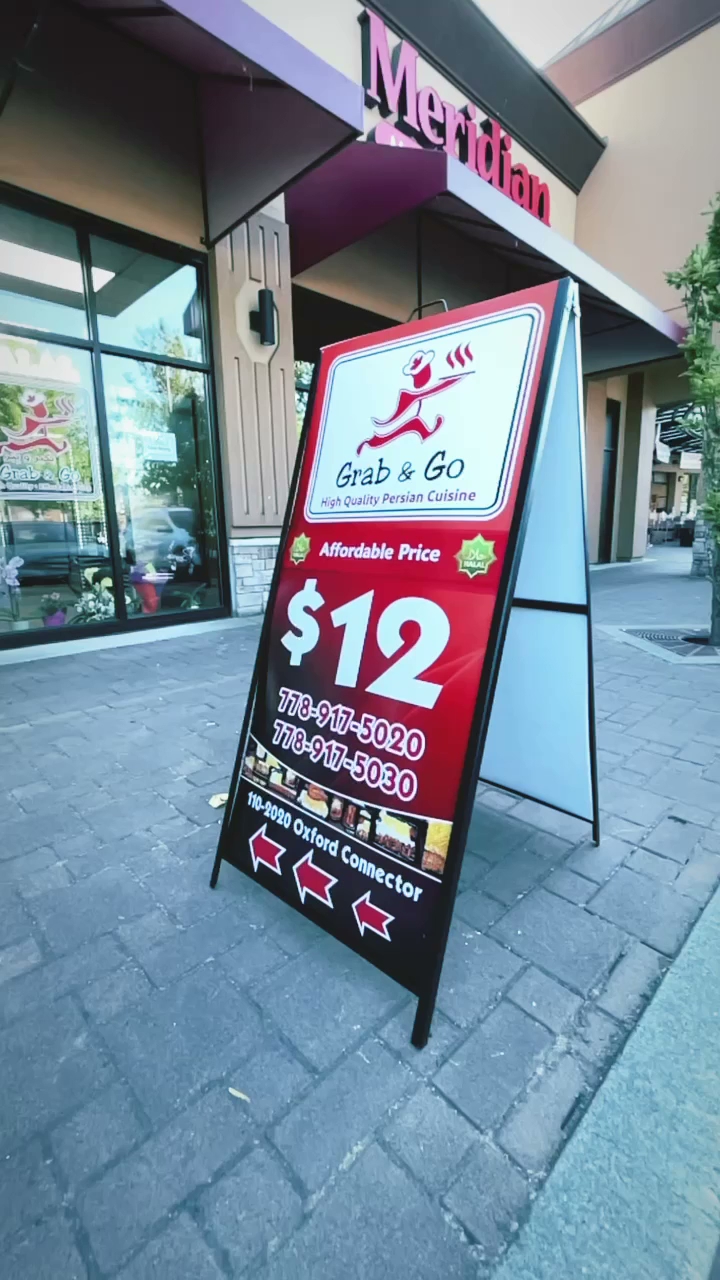 Meridian
Grab & Go
High Quality Persian Cuisine
Affordable Price
HALAL
$12
778-917-5020
778-917-5030
110-2020 Oxford Connector
Grab & Go